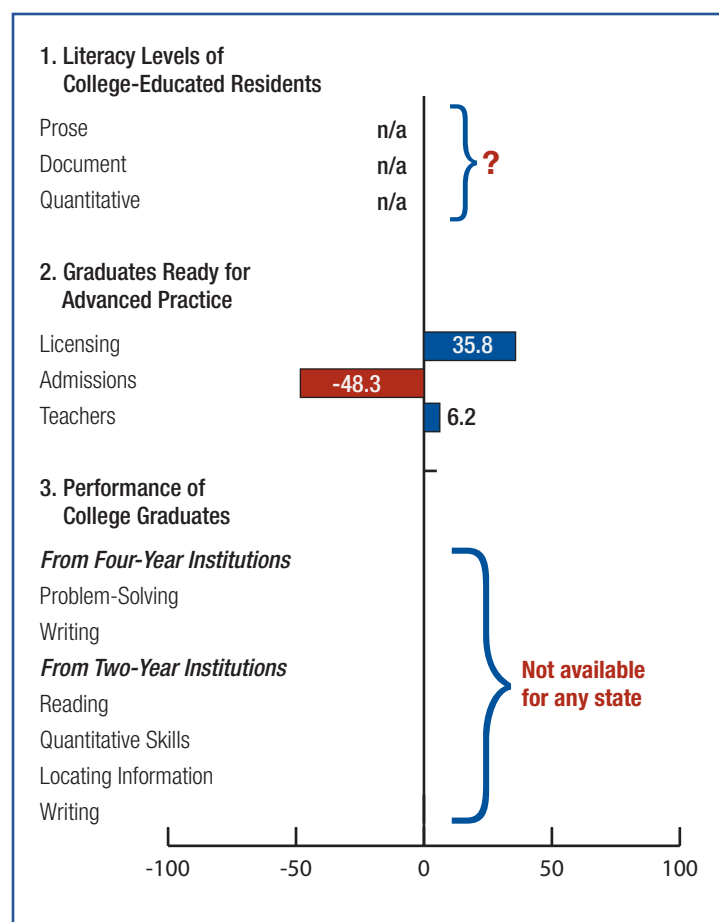 1. Literacy Levels of
College-Educated Residents
Prose n/a
Document n/a
?
Quantitative n/a
2. Graduates Ready for
Advanced Practice
Licensing 35.8
Admissions -48.3
Teachers 6.2
3. Performance of
College Graduates
From Four-Year Institutions
Problem-Solving
Writing
From Two-Year Institutions
Reading
Quantitative Skills
Locating Information
Writing
Not available
for any state
-100 -50 0 50 100